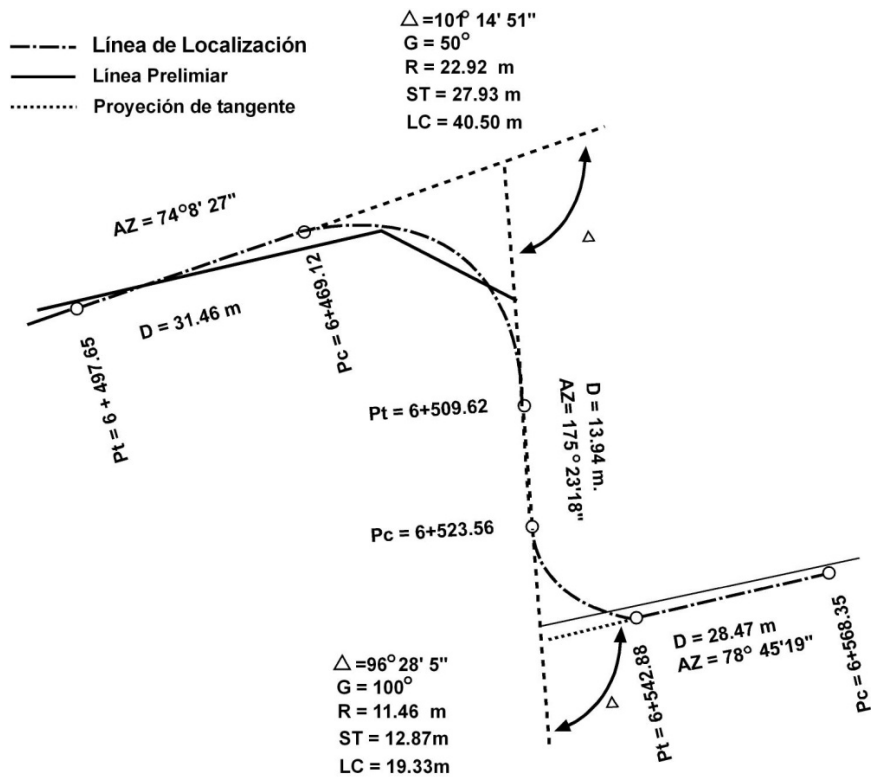 △ =101° 14' 51"
G = 50°
R = 22.92 m
ST = 27.93 m
LC = 40.50 m
Línea de Localización
Línea Prelimiar
Proyeción de tangente
AZ = 74°8' 27"
D = 31.46 m
Pt = 6 + 497.65
Pc = 6+469.12
△
Pt = 6+509.62
D = 13.94 m.
AZ= 175 ° 23'18"
Pc = 6+523.56
D = 28.47 m
AZ = 78° 45'19"
Pt = 6+542.88
Pc = 6+568.35
△
△ =96° 28' 5"
G = 100°
R = 11.46 m
ST = 12.87m
LC = 19.33m